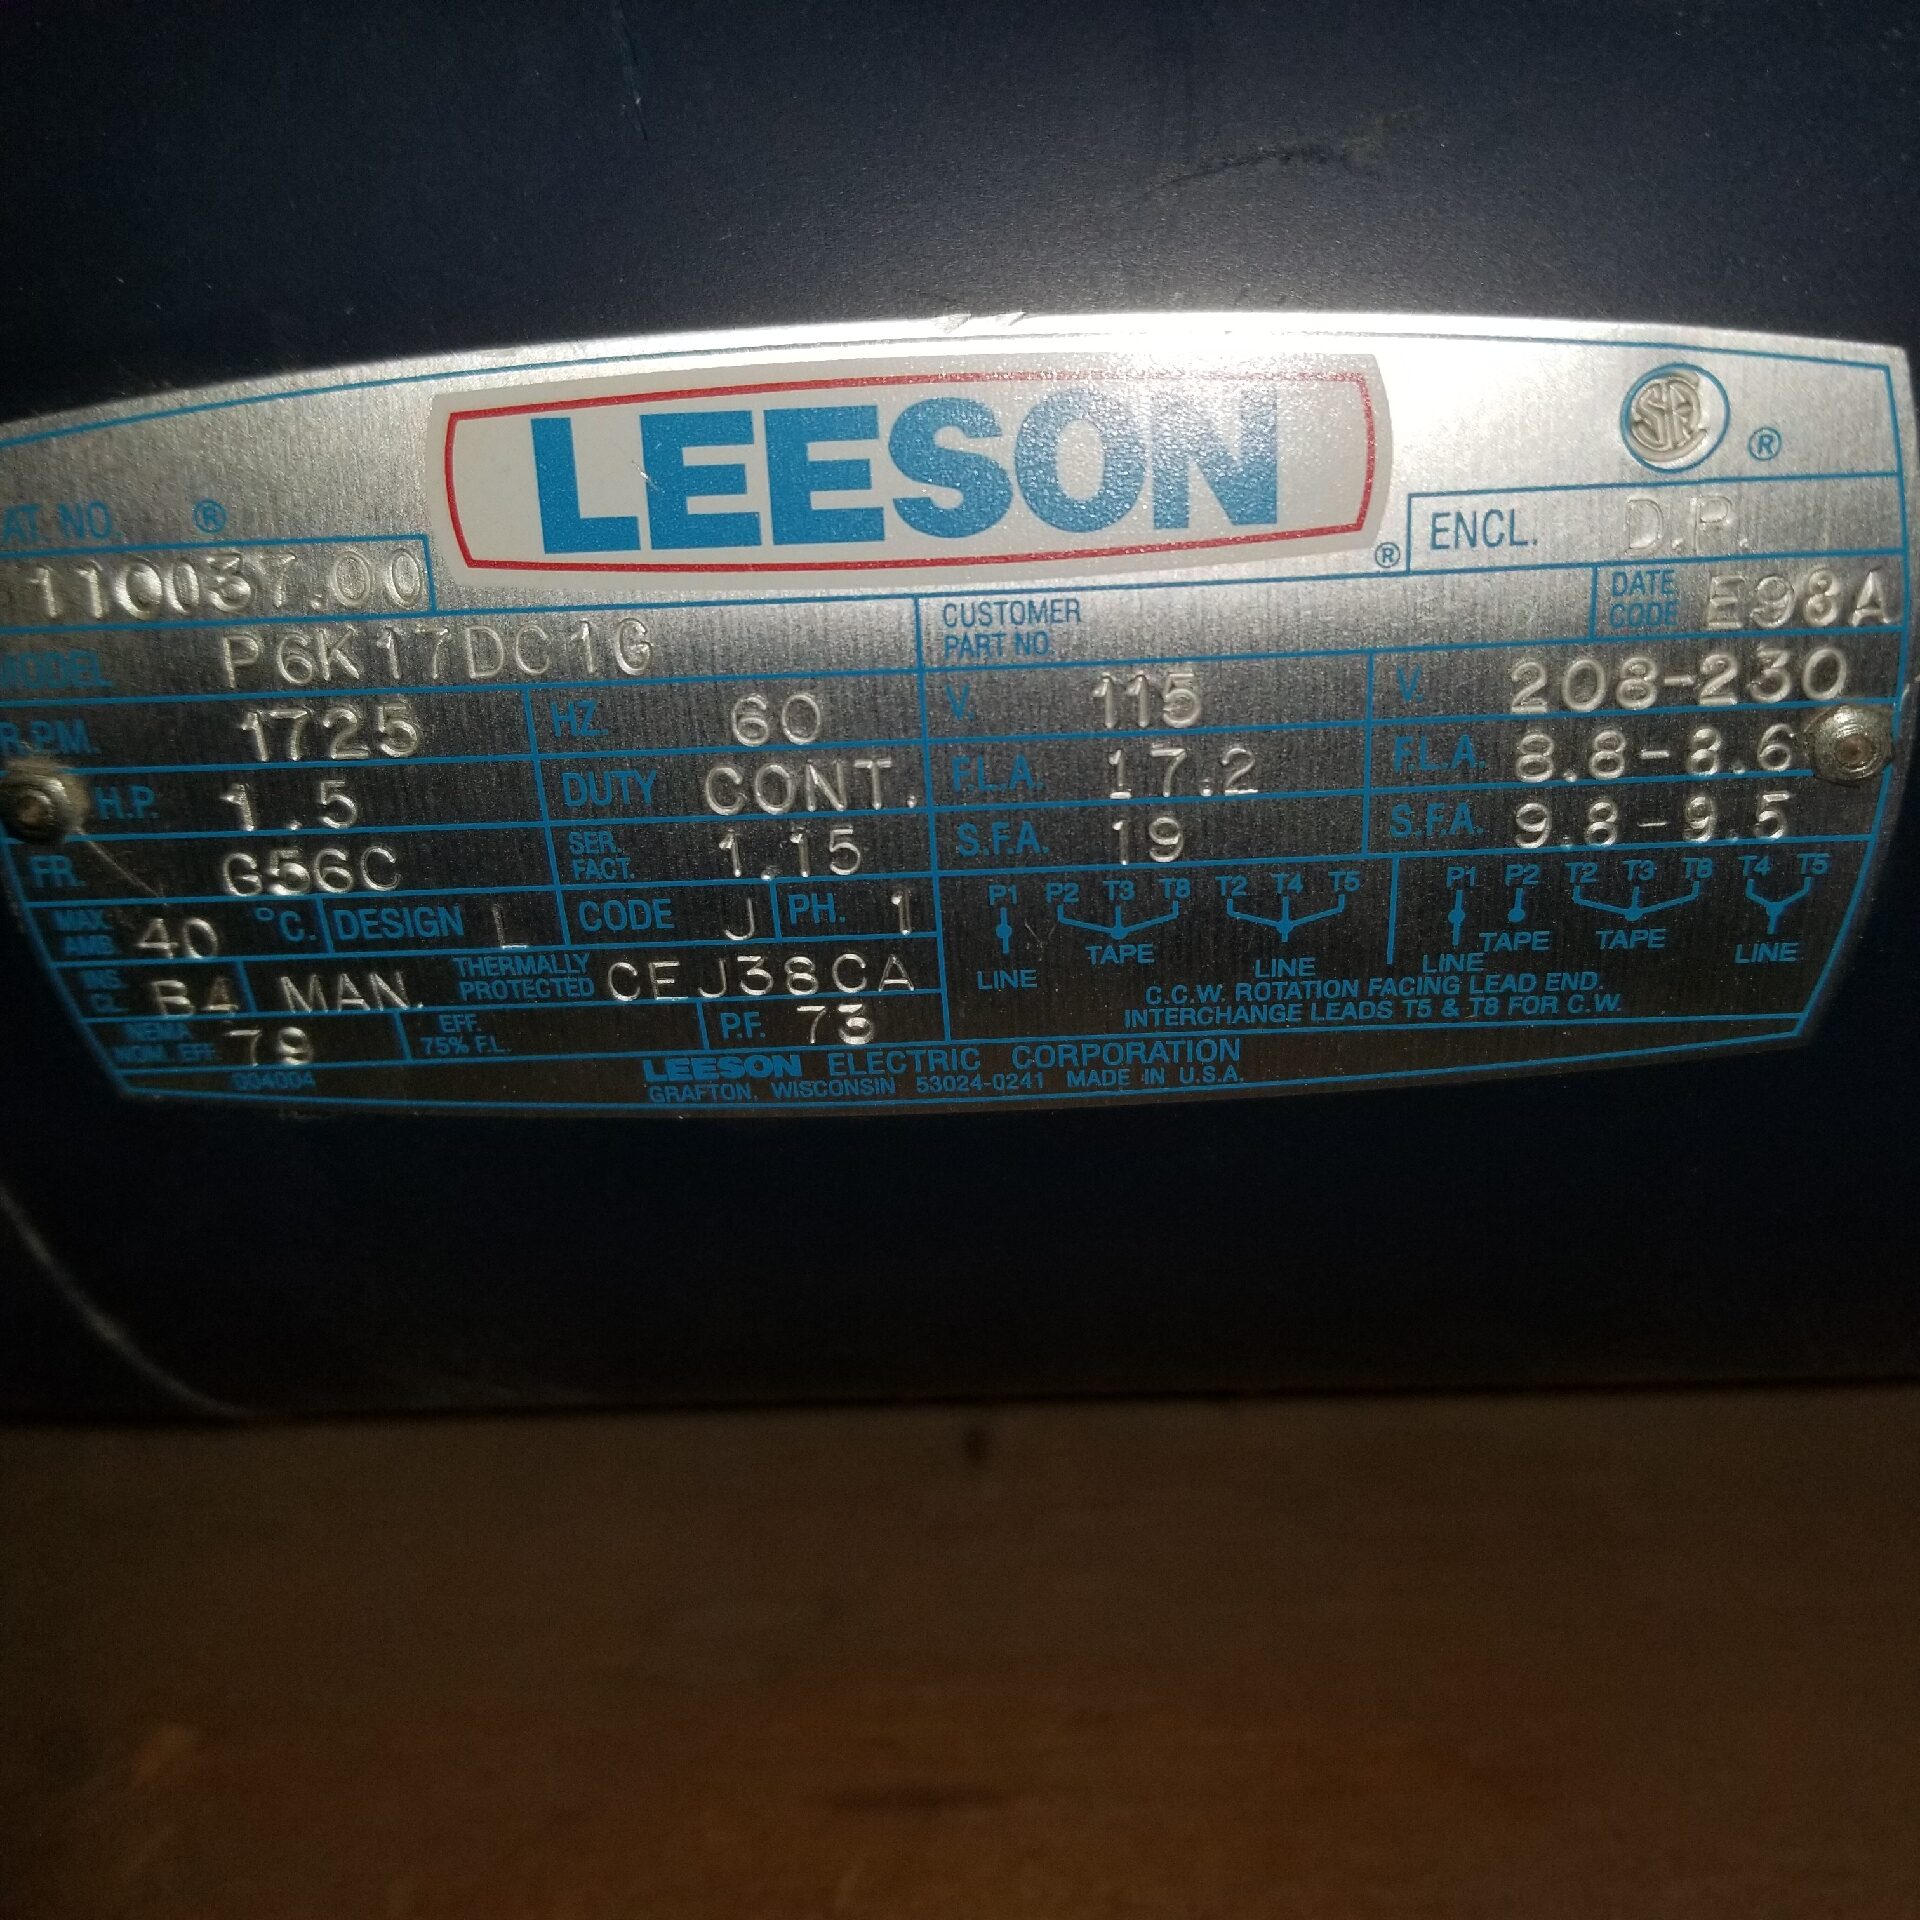 LEESON ®
SA ®
AT. NO. ®
110037.00
ENCL. D.P.
MODEL P6K17DC1G
CUSTOMER PART NO.
DATE CODE E98A
R.P.M. 1725
HZ. 60
V. 115
V. 208-230
H.P. 1.5
DUTY CONT.
F.L.A. 17.2
F.L.A. 8.8-8.6
FR. G56C
SER. FACT. 1.15
S.F.A. 19
S.F.A. 9.8-9.5
MAX. AMB 40 °C.
DESIGN L
CODE J
PH. 1
INS. CL. B4
MAN.
THERMALLY PROTECTED CEJ38CA
NEMA NOM. EFF. 79
EFF. 75% F.L.
P.F. 73
P1 P2 T3 T8 T2 T4 T5
LINE TAPE LINE
P1 P2 T2 T3 T8 T4 T5
LINE TAPE TAPE LINE
C.C.W. ROTATION FACING LEAD END.
INTERCHANGE LEADS T5 & T8 FOR C.W.
004004
LEESON ELECTRIC CORPORATION
GRAFTON, WISCONSIN 53024-0241 MADE IN U.S.A.